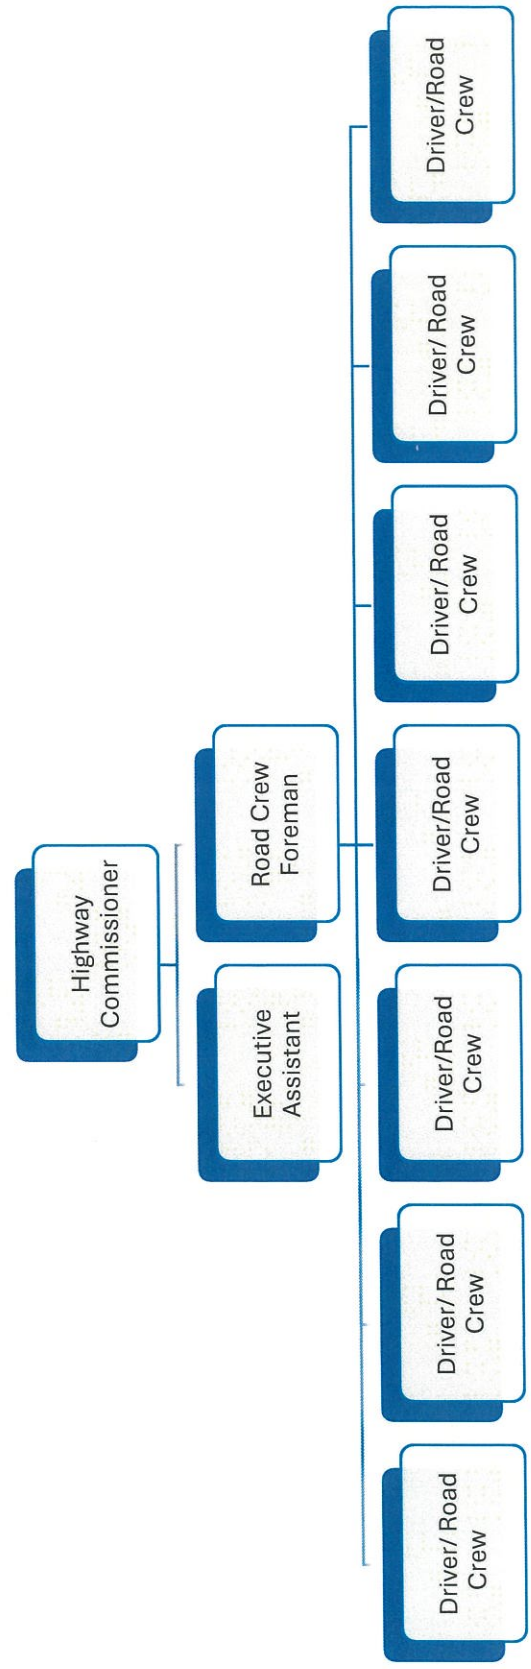 Highway
Commissioner
Executive
Assistant
Road Crew
Foreman
Driver/ Road
Crew
Driver/ Road
Crew
Driver/Road
Crew
Driver/Road
Crew
Driver/ Road
Crew
Driver/ Road
Crew
Driver/Road
Crew